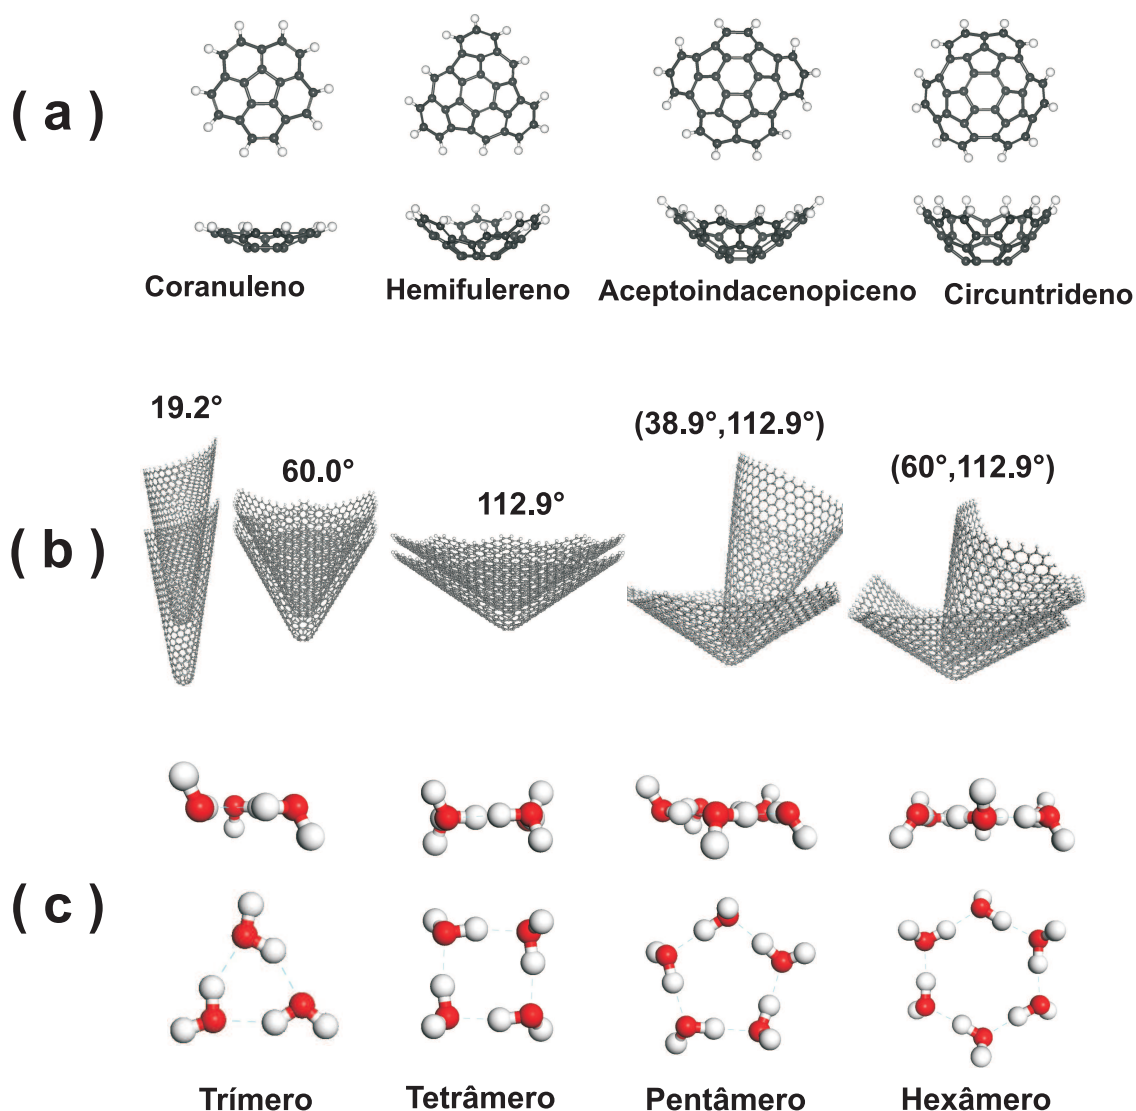 ( a )
Coranuleno
Hemifulereno
Aceptoindacenopiceno
Circuntrideno
( b )
19.2°
60.0°
112.9°
(38.9°,112.9°)
(60°,112.9°)
( c )
Trímero
Tetrâmero
Pentâmero
Hexâmero